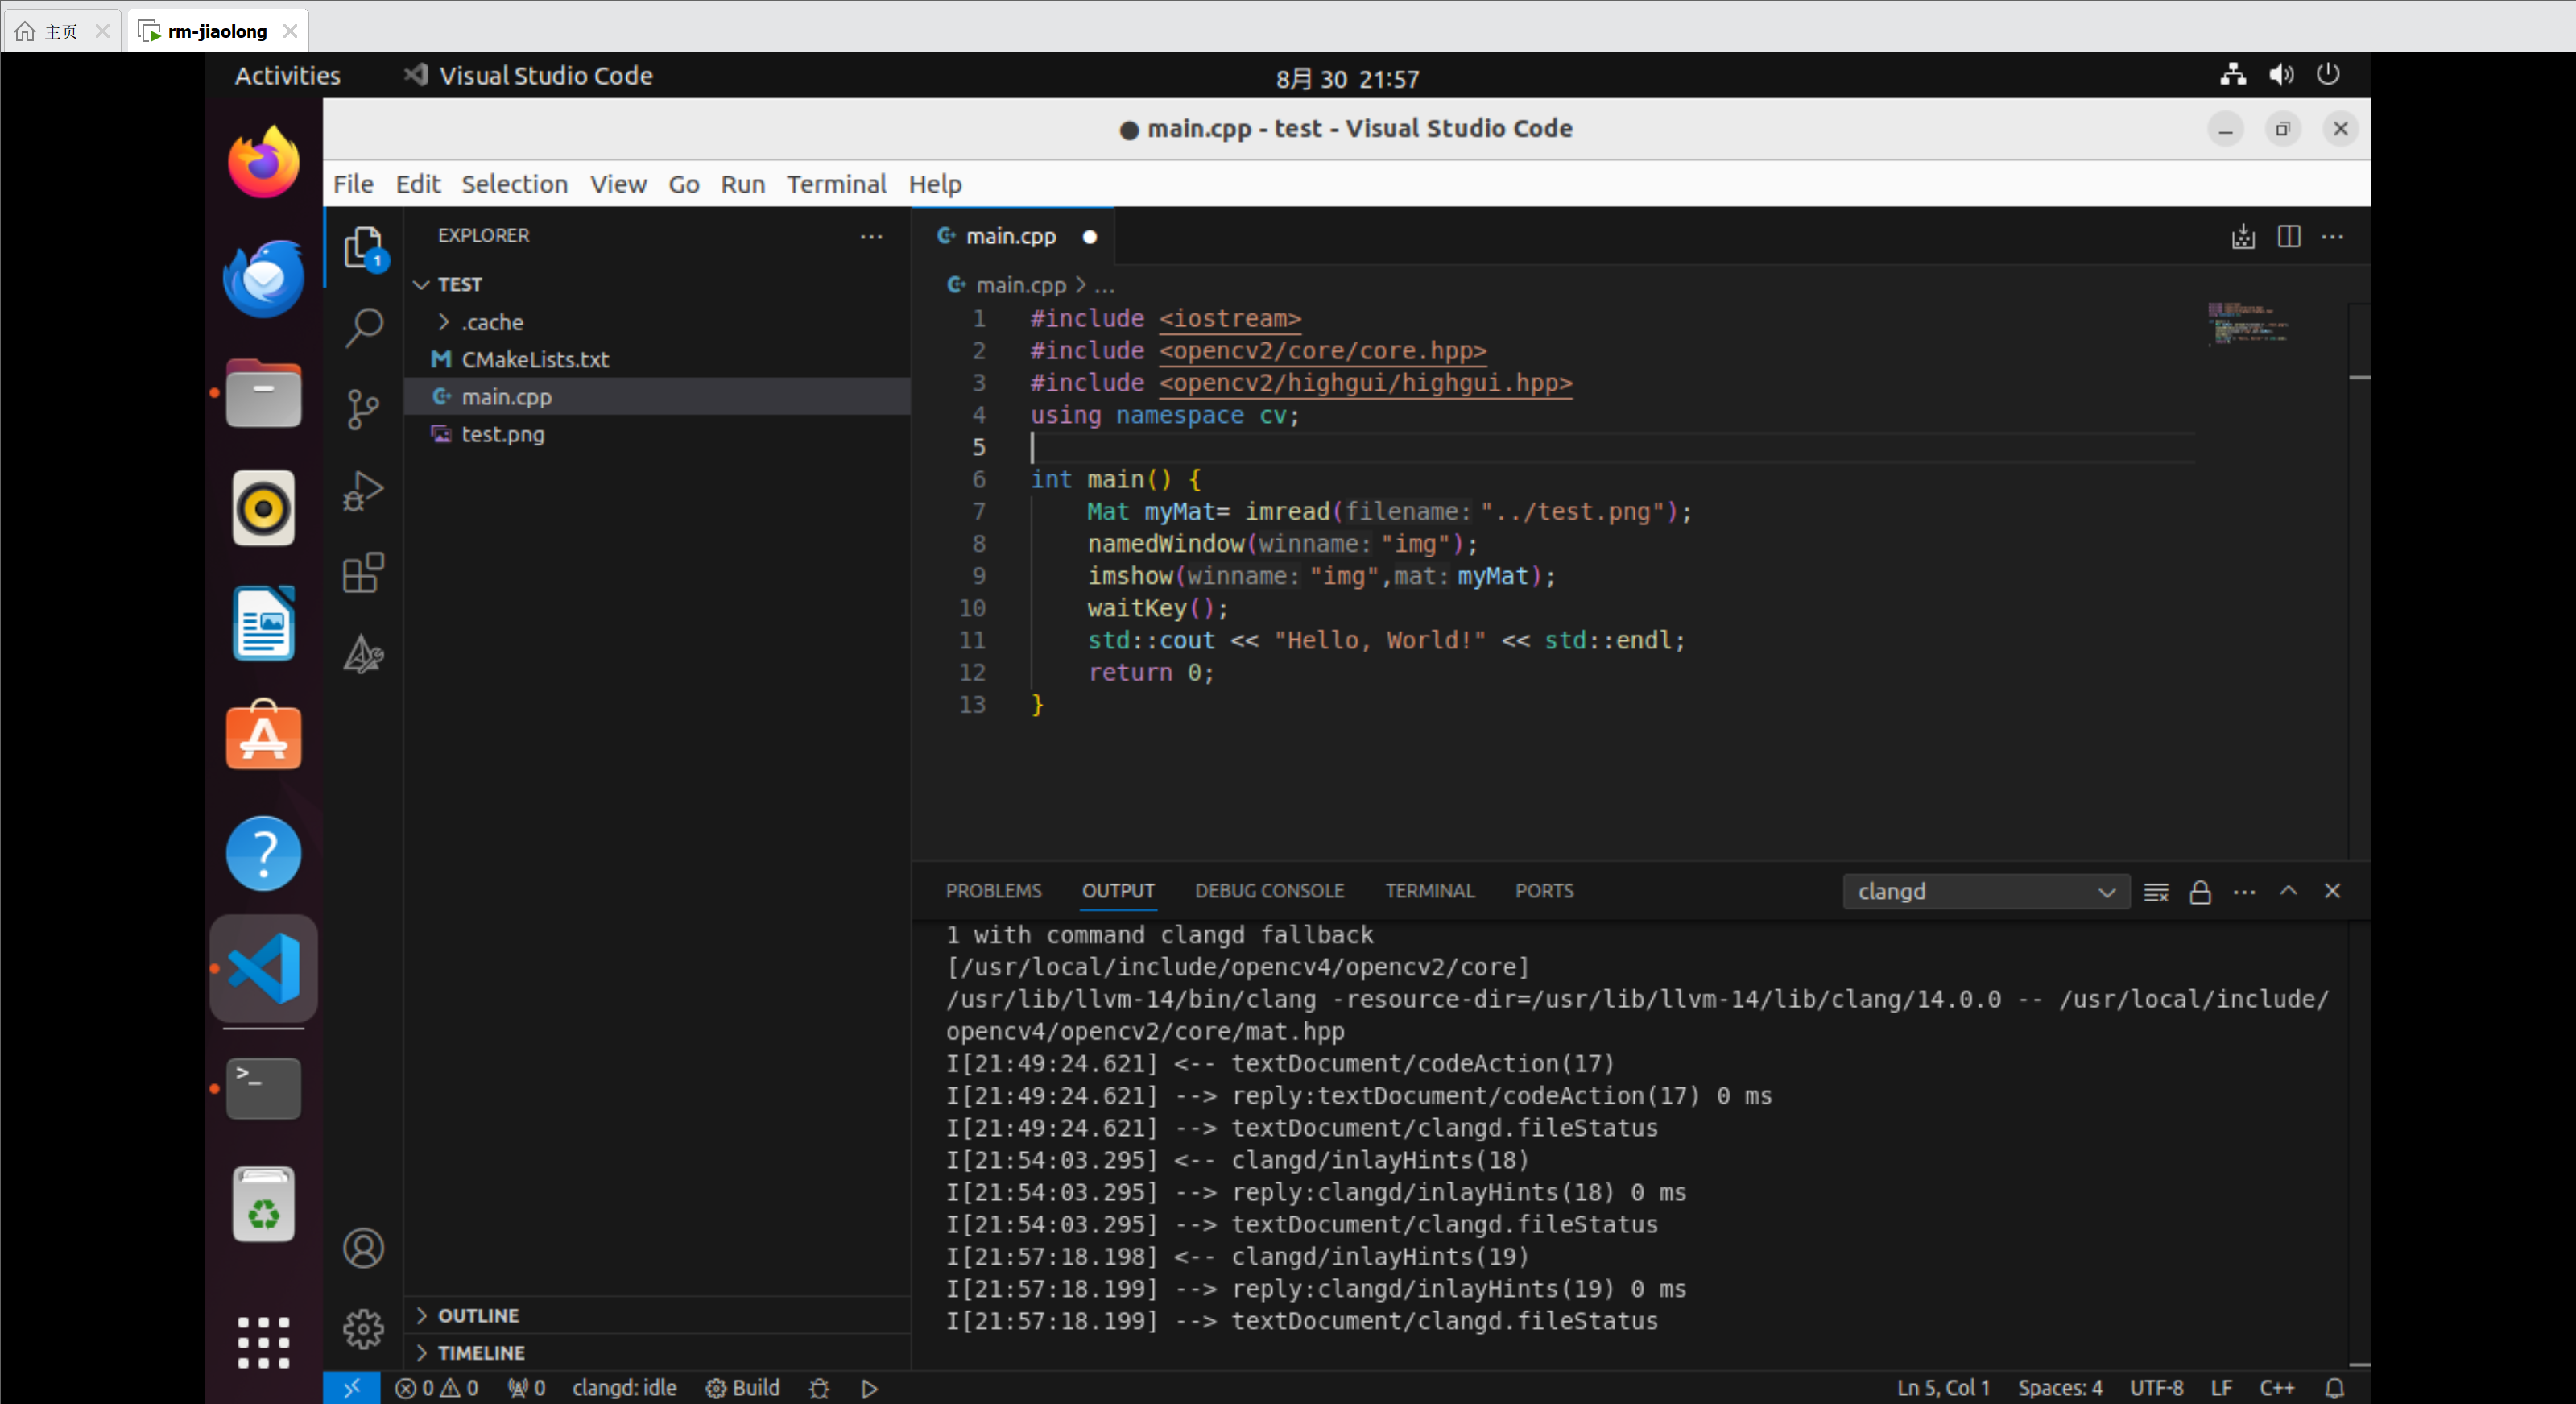 主页
rm-jiaolong
Activities
Visual Studio Code
8月 30 21:57
● main.cpp - test - Visual Studio Code
File Edit Selection View Go Run Terminal Help
EXPLORER
1
TEST
.cache
CMakeLists.txt
main.cpp
test.png
OUTLINE
TIMELINE
main.cpp
main.cpp > ...
1 #include <iostream>
2 #include <opencv2/core/core.hpp>
3 #include <opencv2/highgui/highgui.hpp>
4 using namespace cv;
5
6 int main() {
7 Mat myMat= imread(filename: "../test.png");
8 namedWindow(winname: "img");
9 imshow(winname: "img",mat: myMat);
10 waitKey();
11 std::cout << "Hello, World!" << std::endl;
12 return 0;
13 }
PROBLEMS OUTPUT DEBUG CONSOLE TERMINAL PORTS
clangd
1 with command clangd fallback
[/usr/local/include/opencv4/opencv2/core]
/usr/lib/llvm-14/bin/clang -resource-dir=/usr/lib/llvm-14/lib/clang/14.0.0 -- /usr/local/include/
opencv4/opencv2/core/mat.hpp
I[21:49:24.621] <-- textDocument/codeAction(17)
I[21:49:24.621] --> reply:textDocument/codeAction(17) 0 ms
I[21:49:24.621] --> textDocument/clangd.fileStatus
I[21:54:03.295] <-- clangd/inlayHints(18)
I[21:54:03.295] --> reply:clangd/inlayHints(18) 0 ms
I[21:54:03.295] --> textDocument/clangd.fileStatus
I[21:57:18.198] <-- clangd/inlayHints(19)
I[21:57:18.199] --> reply:clangd/inlayHints(19) 0 ms
I[21:57:18.199] --> textDocument/clangd.fileStatus
0 0 0 clangd: idle Build
Ln 5, Col 1 Spaces: 4 UTF-8 LF C++